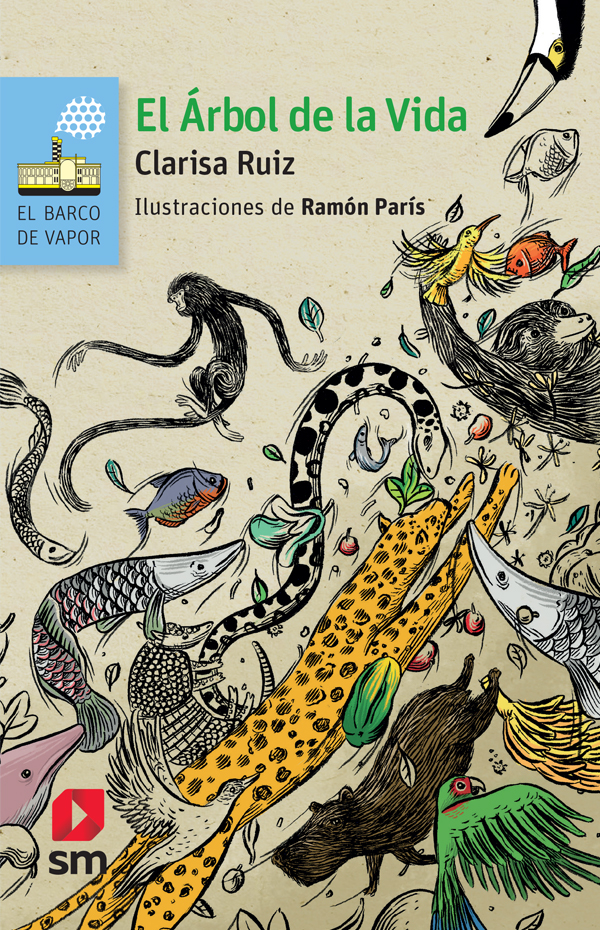 El Árbol de la Vida
Clarisa Ruiz
Ilustraciones de Ramón París
EL BARCO
DE VAPOR
sm